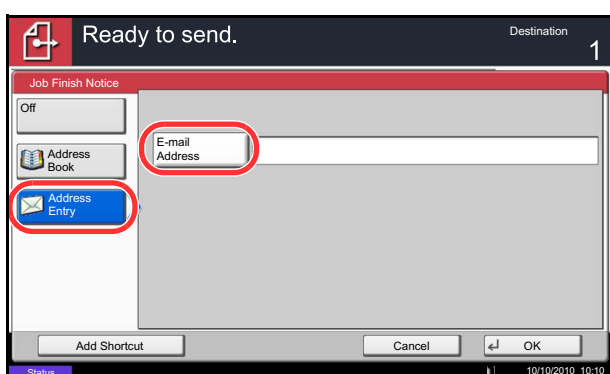 Ready to send.
Destination
1
Job Finish Notice
Off
Address
Book
Address
Entry
E-mail
Address
Add Shortcut
Cancel
OK
Status
10/10/2010 10:10